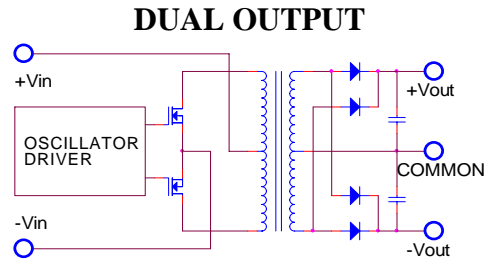 DUAL OUTPUT
+Vin
+Vout
OSCILLATOR
DRIVER
COMMON
-Vin
-Vout